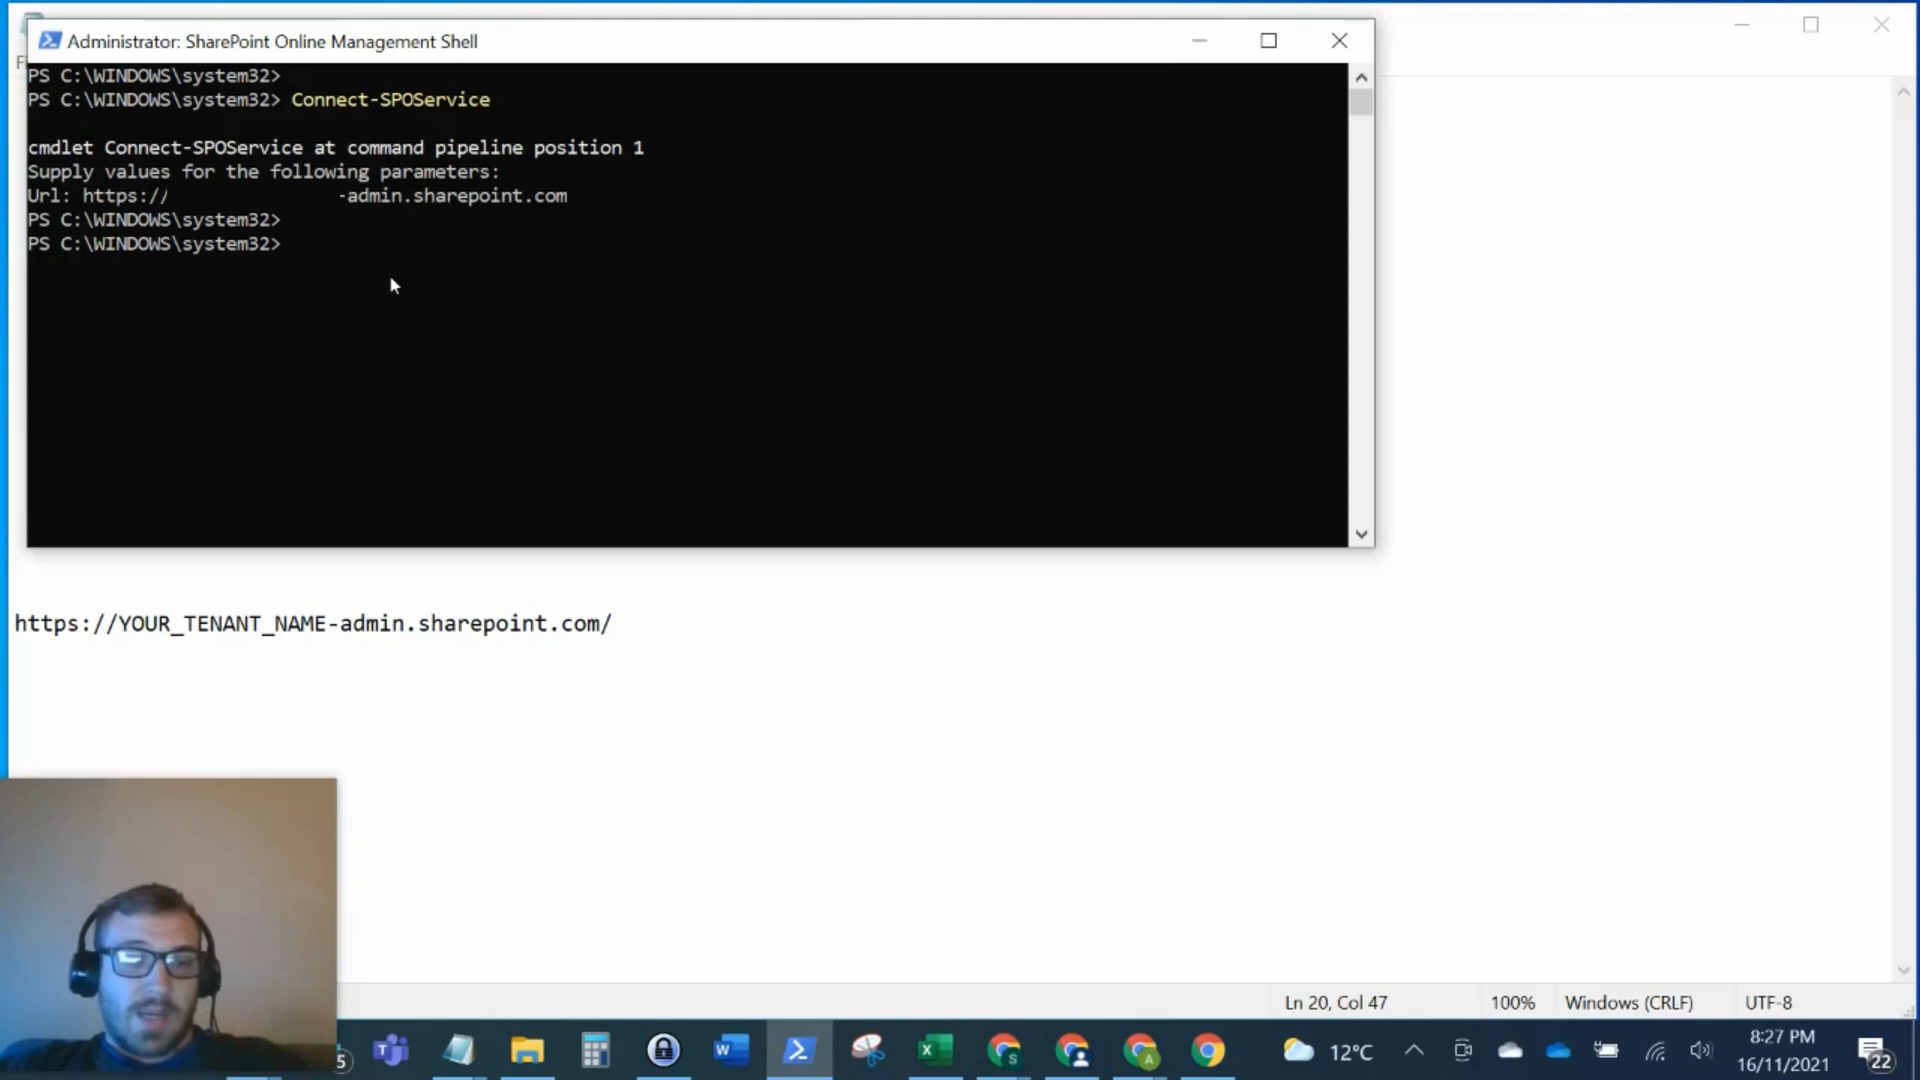 Administrator: SharePoint Online Management Shell
PS C:\WINDOWS\system32>
PS C:\WINDOWS\system32> Connect-SPOService
cmdlet Connect-SPOService at command pipeline position 1
Supply values for the following parameters:
Url: https:// -admin.sharepoint.com
PS C:\WINDOWS\system32>
PS C:\WINDOWS\system32>
https://YOUR_TENANT_NAME-admin.sharepoint.com/
Ln 20, Col 47 100% Windows (CRLF) UTF-8
5 12°C 8:27 PM
16/11/2021 22